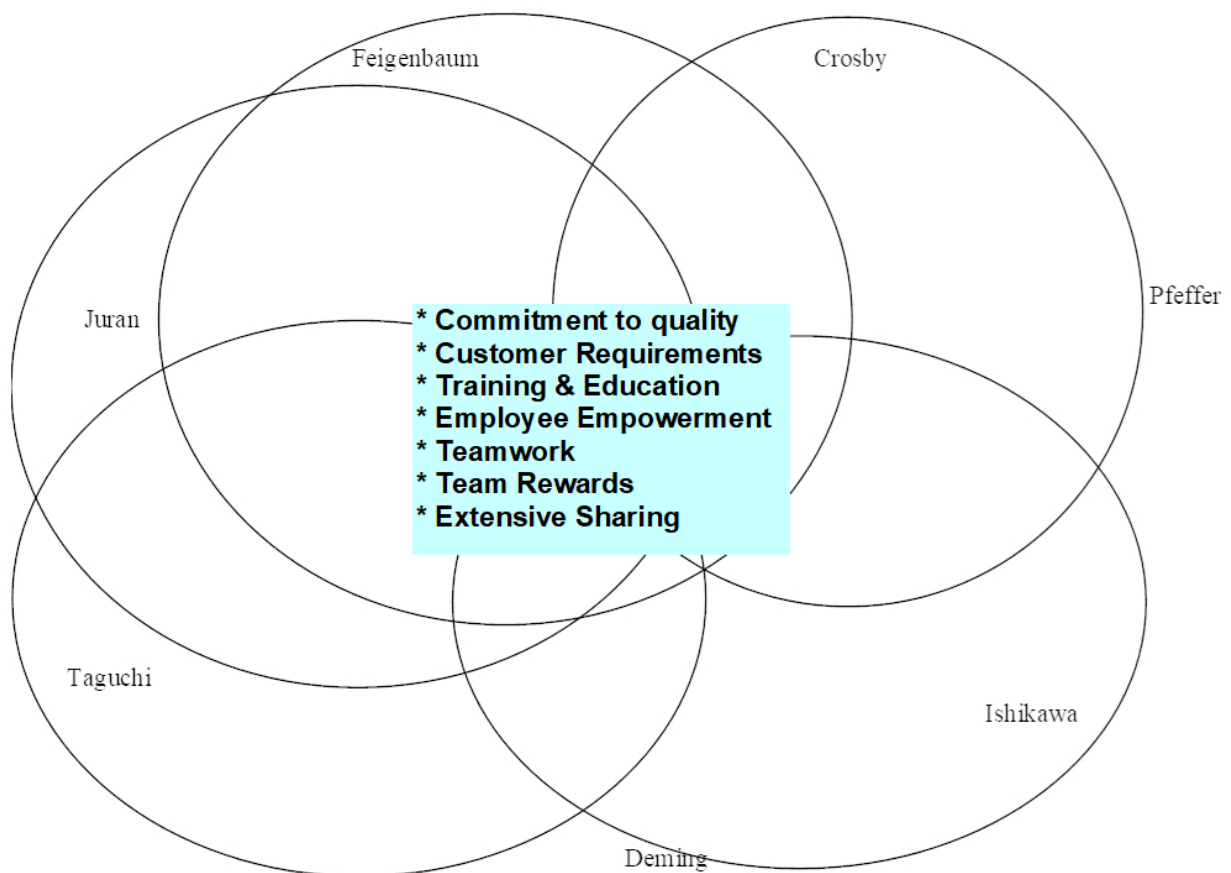 Feigenbaum
Crosby
Pfeffer
Juran
* Commitment to quality
* Customer Requirements
* Training & Education
* Employee Empowerment
* Teamwork
* Team Rewards
* Extensive Sharing
Taguchi
Ishikawa
Deming